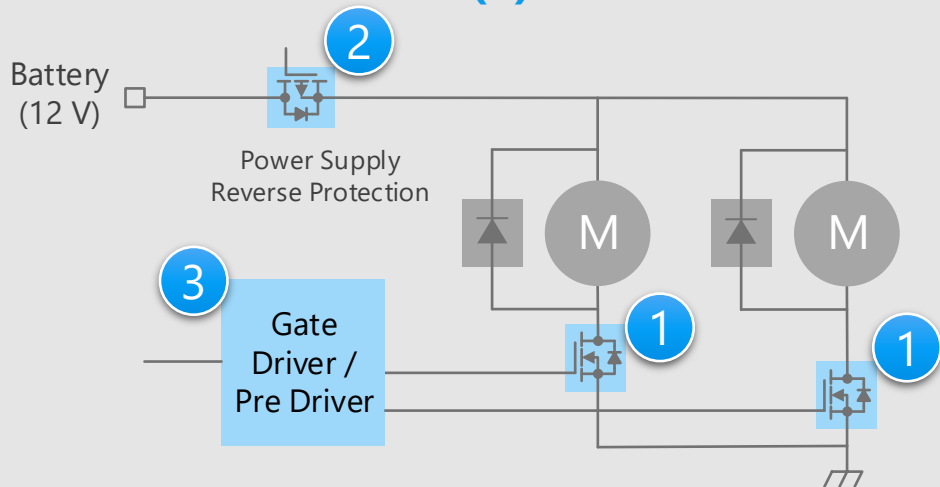 2
Battery
(12 V)
Power Supply
Reverse Protection
M
M
3
Gate
Driver /
Pre Driver
1
1